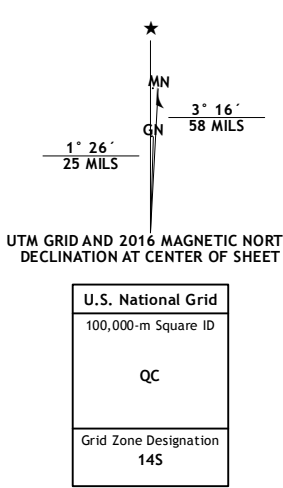 MN
3° 16´
58 MILS
GN
1° 26´
25 MILS
UTM GRID AND 2016 MAGNETIC NORT
DECLINATION AT CENTER OF SHEET
U.S. National Grid
100,000-m Square ID
QC
Grid Zone Designation
14S